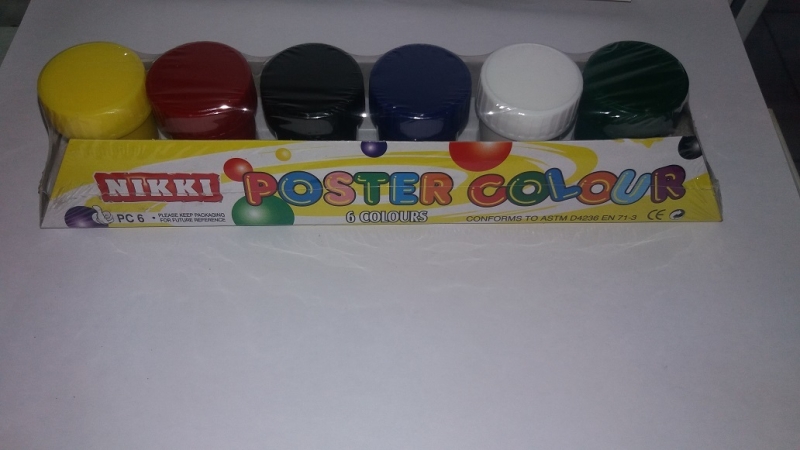 NIKKI POSTER COLOUR
PC 6 • PLEASE KEEP PACKAGING
FOR FUTURE REFERENCE
6 COLOURS
CONFORMS TO ASTM D4236 EN 71-3 CE